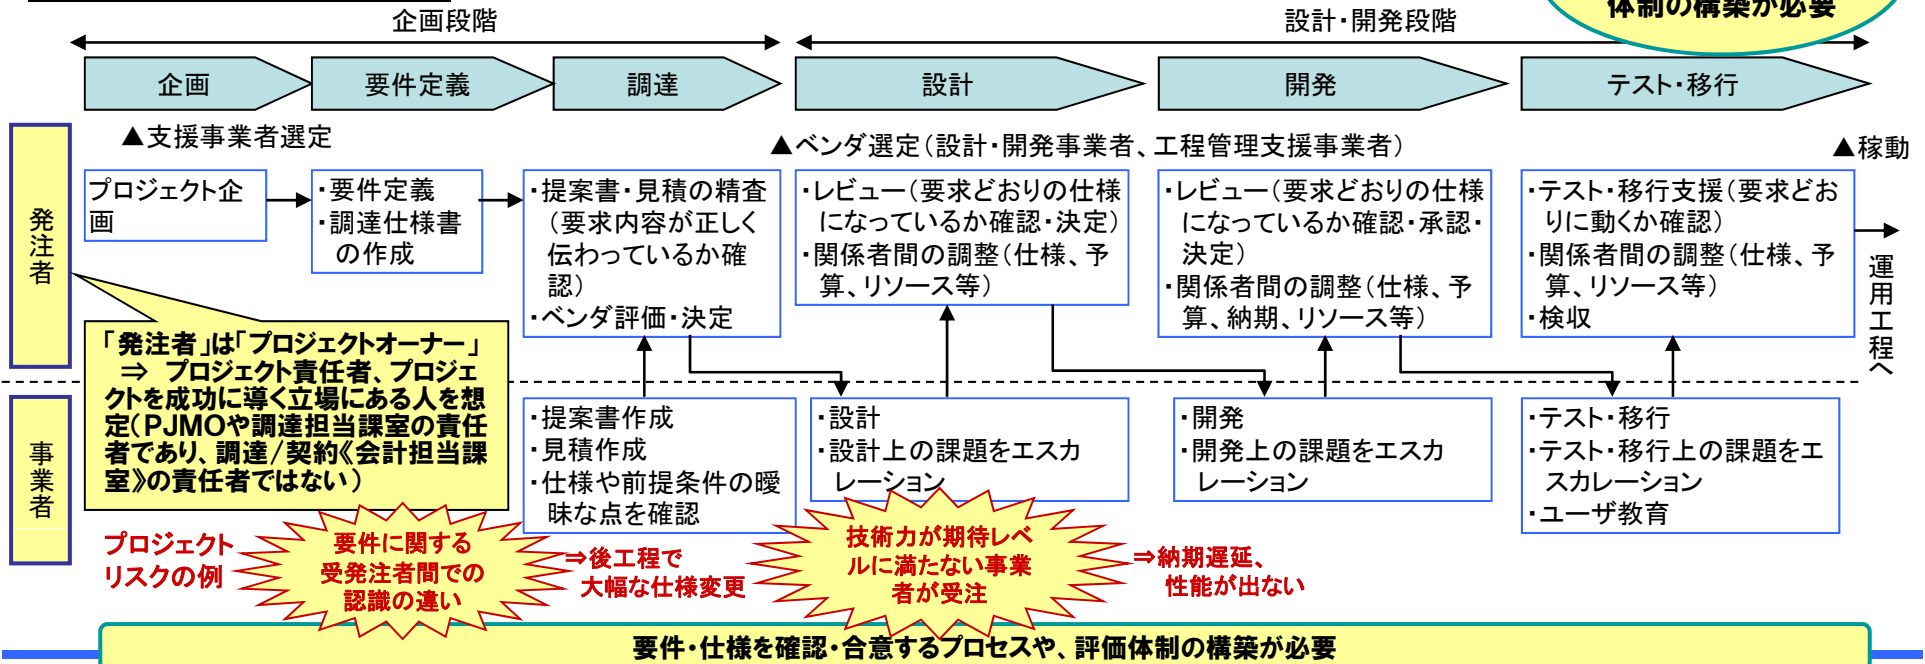 体制の構築が必要
企画段階
設計・開発段階
企画
要件定義
調達
設計
開発
テスト・移行
▲支援事業者選定
▲ベンダ選定(設計・開発事業者、工程管理支援事業者)
▲稼動
発注者
プロジェクト企
画
・要件定義
・調達仕様書
の作成
・提案書・見積の精査
(要求内容が正しく
伝わっているか確
認)
・ベンダ評価・決定
・レビュー(要求どおりの仕様
になっているか確認・決定)
・関係者間の調整(仕様、予
算、リソース等)
・レビュー(要求どおりの仕様
になっているか確認・承認・
決定)
・関係者間の調整(仕様、予
算、納期、リソース等)
・テスト・移行支援(要求どお
りに動くか確認)
・関係者間の調整(仕様、予
算、リソース等)
・検収
運用工程へ
「発注者」は「プロジェクトオーナー」
⇒ プロジェクト責任者、プロジェ
クトを成功に導く立場にある人を想
定(PJMOや調達担当課室の責任
者であり、調達/契約《会計担当課
室》の責任者ではない)
事業者
・提案書作成
・見積作成
・仕様や前提条件の曖
昧な点を確認
・設計
・設計上の課題をエスカ
レーション
・開発
・開発上の課題をエスカ
レーション
・テスト・移行
・テスト・移行上の課題をエ
スカレーション
・ユーザ教育
プロジェクト
リスクの例
要件に関する
受発注者間での
認識の違い
⇒後工程で
大幅な仕様変更
技術力が期待レベ
ルに満たない事業
者が受注
⇒納期遅延、
性能が出ない
要件・仕様を確認・合意するプロセスや、評価体制の構築が必要